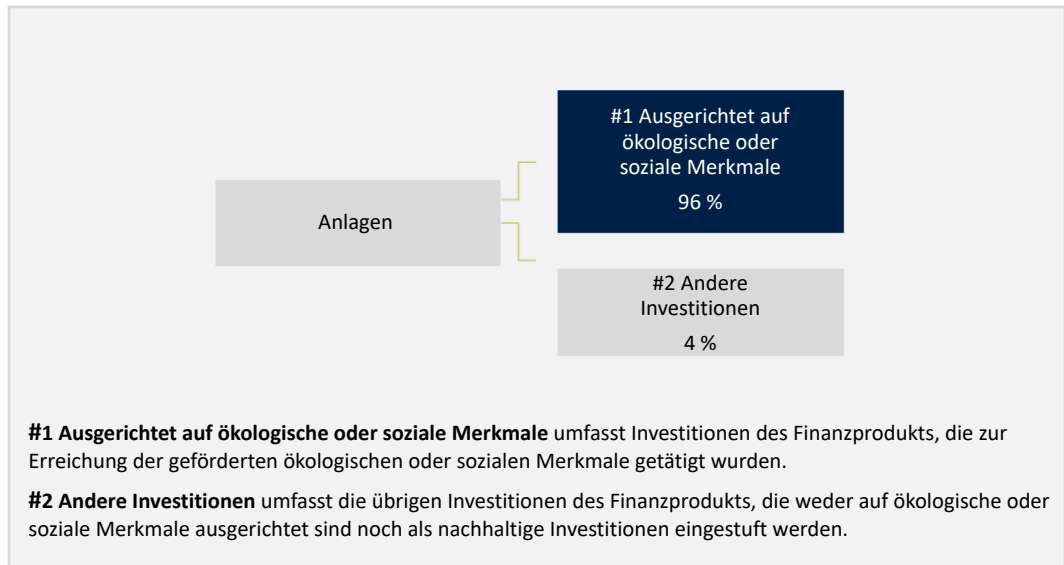 #1 Ausgerichtet auf
ökologische oder
soziale Merkmale
96 %
Anlagen
#2 Andere
Investitionen
4 %
#1 Ausgerichtet auf ökologische oder soziale Merkmale umfasst Investitionen des Finanzprodukts, die zur
Erreichung der geförderten ökologischen oder sozialen Merkmale getätigt wurden.
#2 Andere Investitionen umfasst die übrigen Investitionen des Finanzprodukts, die weder auf ökologische oder
soziale Merkmale ausgerichtet sind noch als nachhaltige Investitionen eingestuft werden.